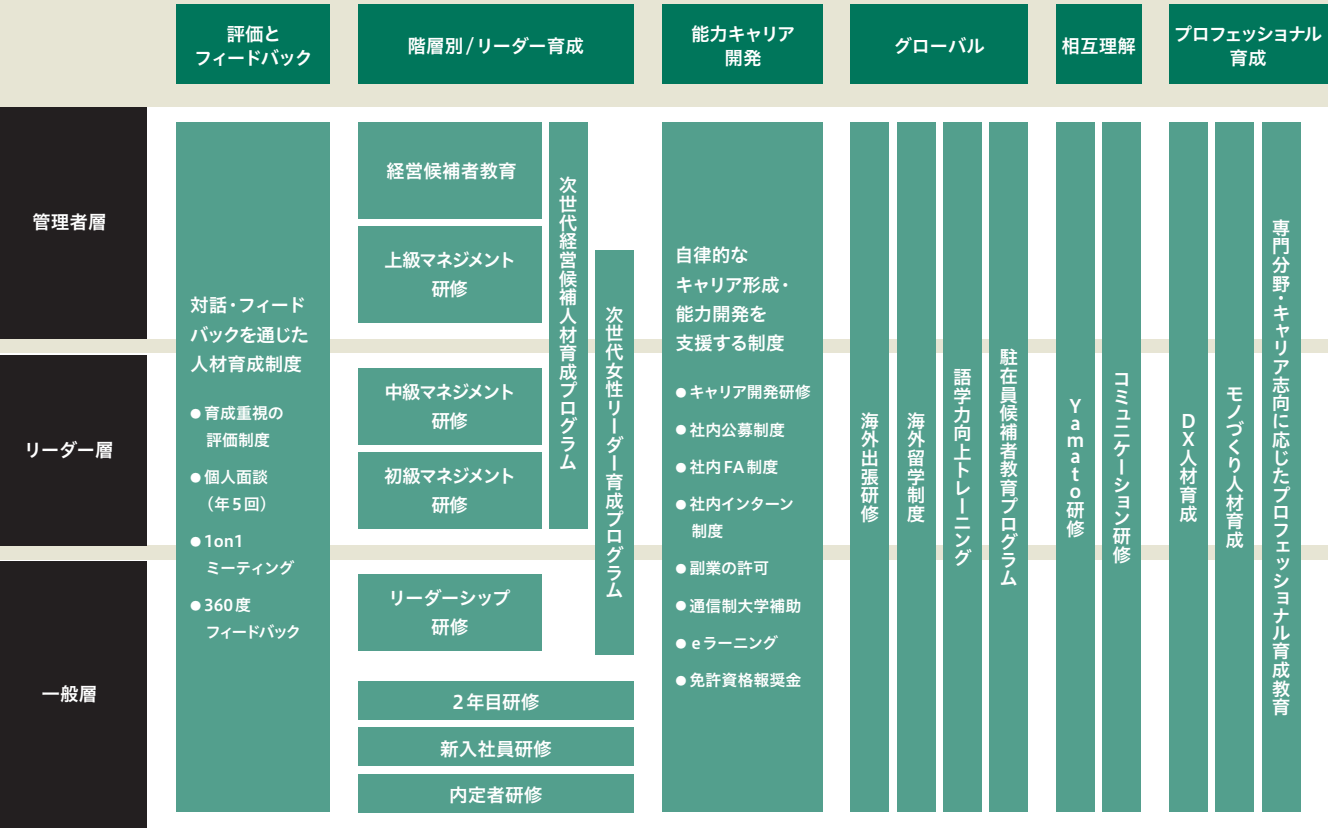 評価と
フィードバック
階層別/リーダー育成
能力キャリア
開発
グローバル
相互理解
プロフェッショナル
育成
管理者層
リーダー層
一般層
対話・フィード
バックを通じた
人材育成制度
●育成重視の
評価制度
●個人面談
（年5回）
●1on1
ミーティング
●360度
フィードバック
経営候補者教育
上級マネジメント
研修
中級マネジメント
研修
初級マネジメント
研修
リーダーシップ
研修
2年目研修
新入社員研修
内定者研修
次世代経営候補人材育成プログラム
次世代女性リーダー育成プログラム
自律的な
キャリア形成・
能力開発を
支援する制度
●キャリア開発研修
●社内公募制度
●社内FA制度
●社内インターン
制度
●副業の許可
●通信制大学補助
●eラーニング
●免許資格報奨金
海外出張研修
海外留学制度
語学力向上トレーニング
駐在員候補者教育プログラム
Yamato研修
コミュニケーション研修
DX人材育成
モノづくり人材育成
専門分野・キャリア志向に応じたプロフェッショナル育成教育